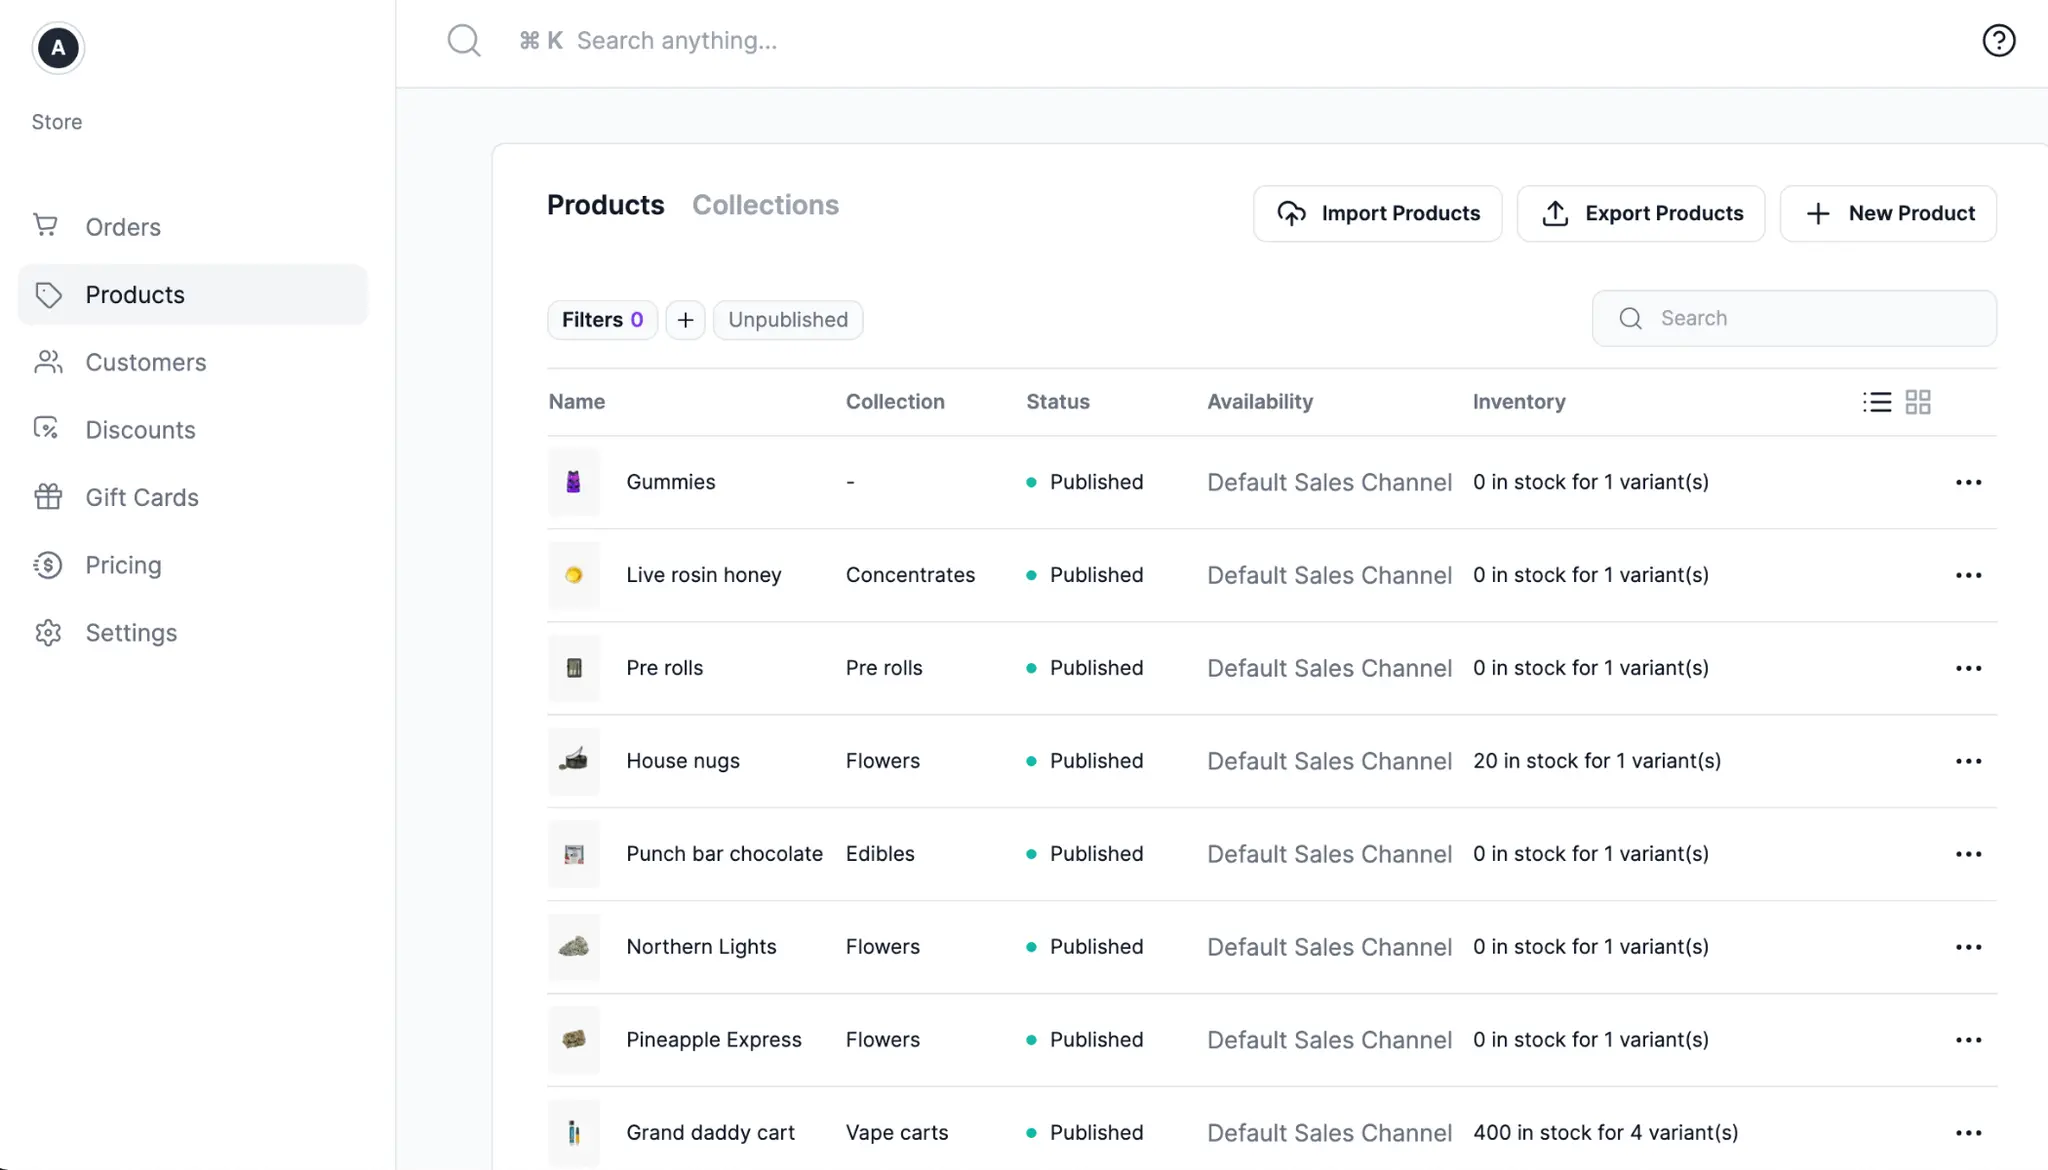 A
Store
Orders
Products
Customers
Discounts
Gift Cards
Pricing
Settings
⌘ K Search anything...
Products Collections
Import Products Export Products New Product
Filters 0 + Unpublished
Search
Name Collection Status Availability Inventory
Gummies - Published Default Sales Channel 0 in stock for 1 variant(s)
Live rosin honey Concentrates Published Default Sales Channel 0 in stock for 1 variant(s)
Pre rolls Pre rolls Published Default Sales Channel 0 in stock for 1 variant(s)
House nugs Flowers Published Default Sales Channel 20 in stock for 1 variant(s)
Punch bar chocolate Edibles Published Default Sales Channel 0 in stock for 1 variant(s)
Northern Lights Flowers Published Default Sales Channel 0 in stock for 1 variant(s)
Pineapple Express Flowers Published Default Sales Channel 0 in stock for 1 variant(s)
Grand daddy cart Vape carts Published Default Sales Channel 400 in stock for 4 variant(s)